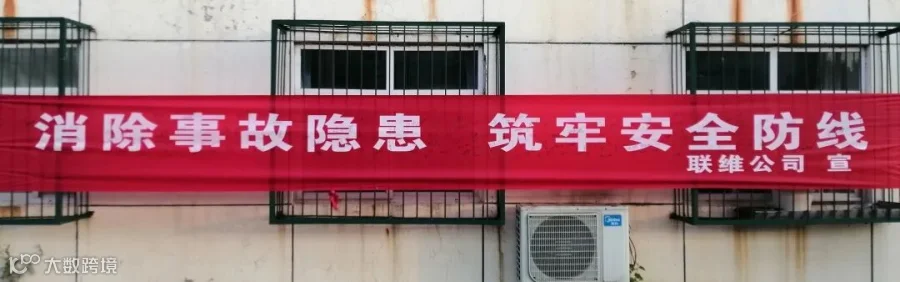 消除事故隐患 筑牢安全防线
联维公司 宣
Midea
大数跨境